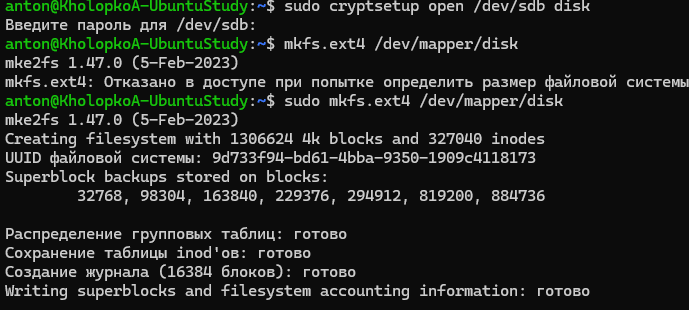 anton@KholopkoA-UbuntuStudy:~$ sudo cryptsetup open /dev/sdb disk
Введите пароль для /dev/sdb:
anton@KholopkoA-UbuntuStudy:~$ mkfs.ext4 /dev/mapper/disk
mke2fs 1.47.0 (5-Feb-2023)
mkfs.ext4: Отказано в доступе при попытке определить размер файловой системы
anton@KholopkoA-UbuntuStudy:~$ sudo mkfs.ext4 /dev/mapper/disk
mke2fs 1.47.0 (5-Feb-2023)
Creating filesystem with 1306624 4k blocks and 327040 inodes
UUID файловой системы: 9d733f94-bd61-4bba-9350-1909c4118173
Superblock backups stored on blocks:
32768, 98304, 163840, 229376, 294912, 819200, 884736
Распределение групповых таблиц: готово
Сохранение таблицы inod'ов: готово
Создание журнала (16384 блоков): готово
Writing superblocks and filesystem accounting information: готово